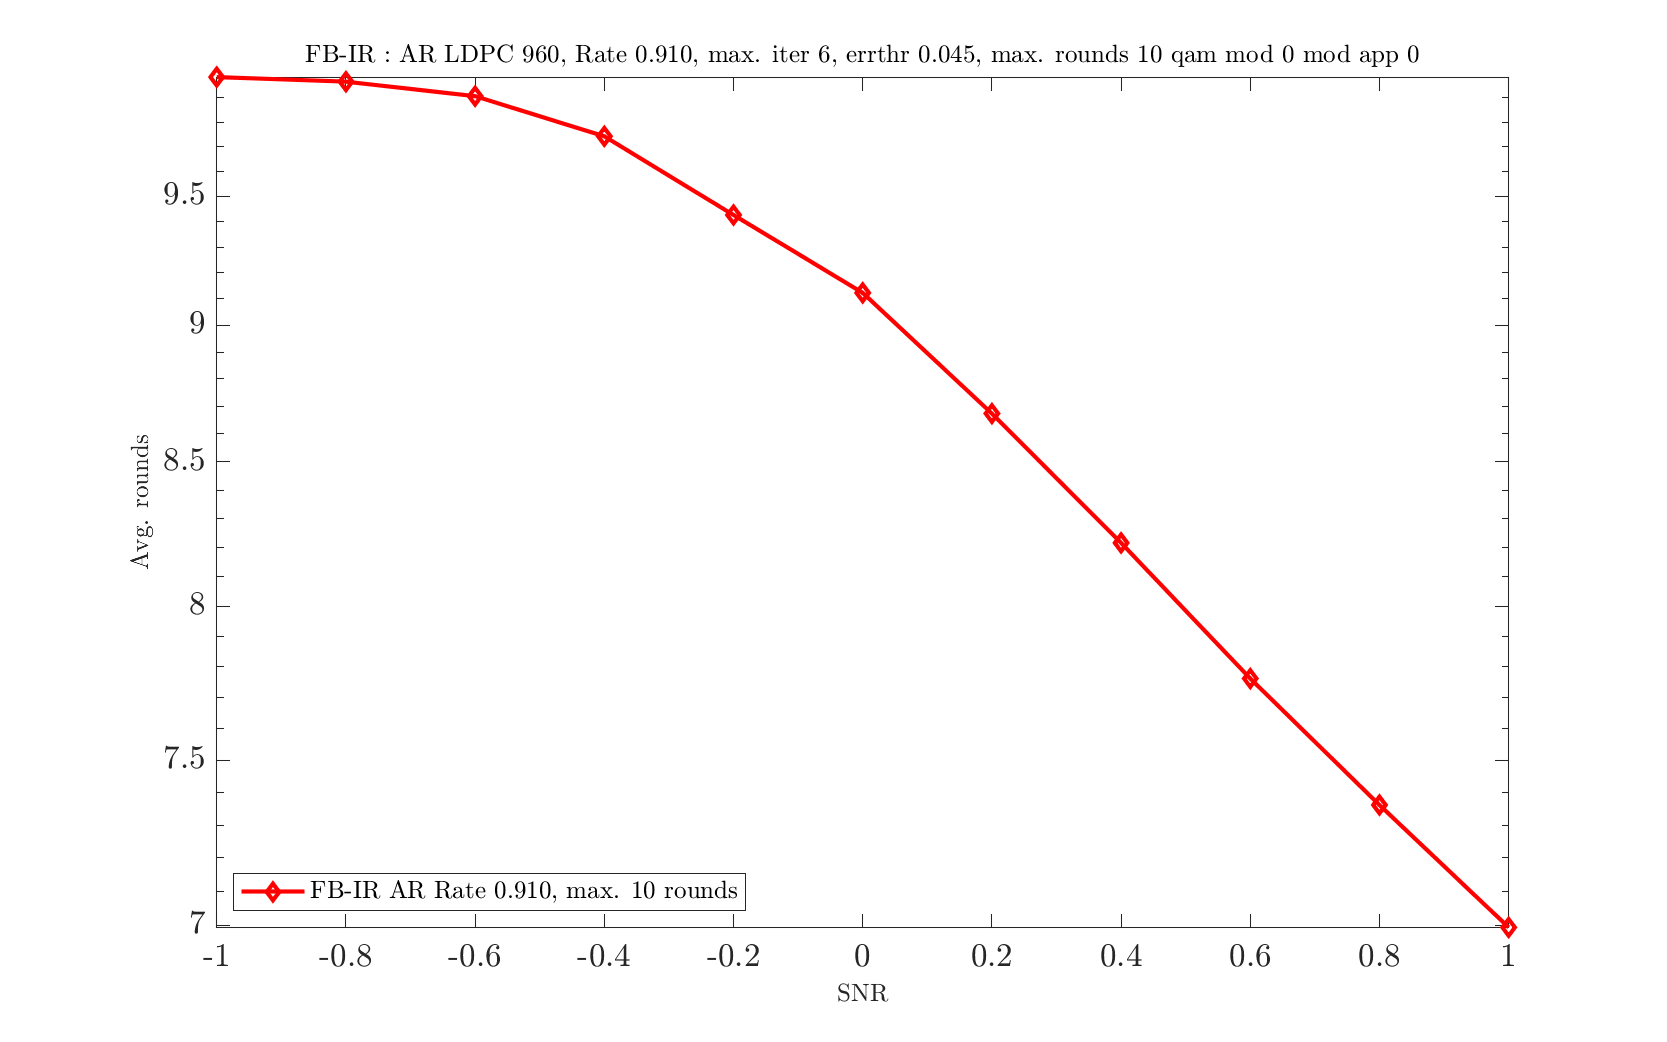 FB-IR : AR LDPC 960, Rate 0.910, max. iter 6, errthr 0.045, max. rounds 10 qam mod 0 mod app 0
9.5
9
8.5
8
7.5
7
Avg. rounds
FB-IR AR Rate 0.910, max. 10 rounds
-1 -0.8 -0.6 -0.4 -0.2 0 0.2 0.4 0.6 0.8 1
SNR